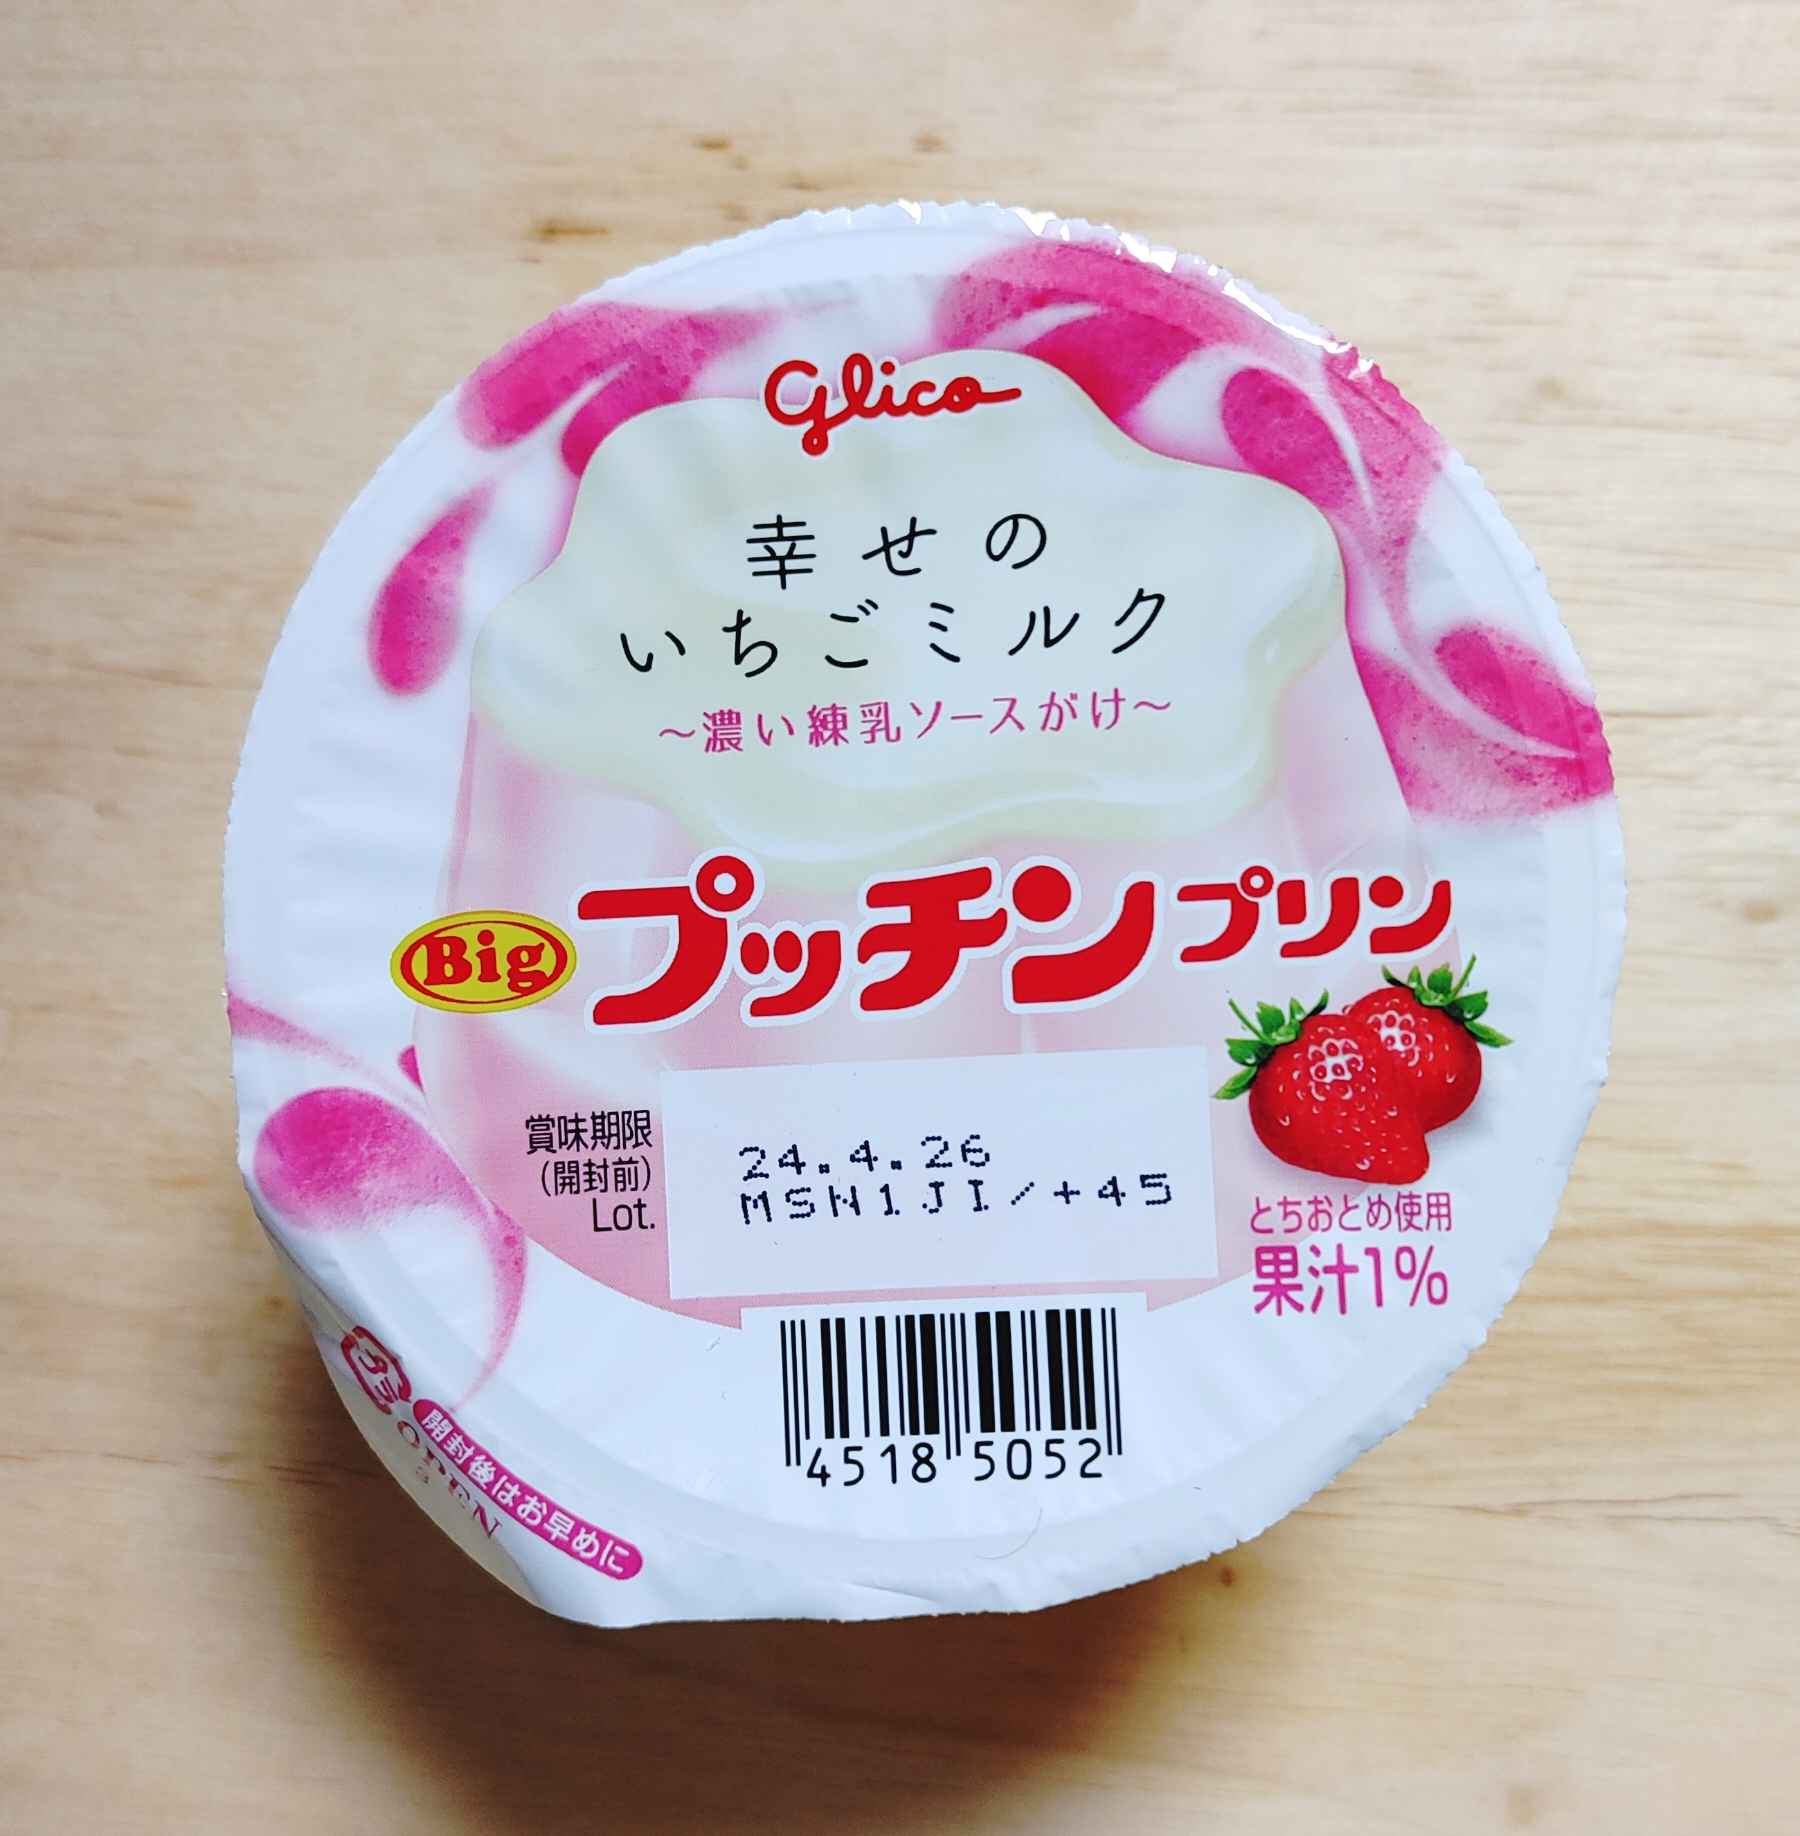 Glico
幸せの
いちごミルク
～濃い練乳ソースがけ～
Big プッチンプリン
賞味期限
(開封前)
Lot.
24.4.26
MSN1JI/+45
とちおとめ使用
果汁1%
4518 5052
プラ
OPEN
開封後はお早めに